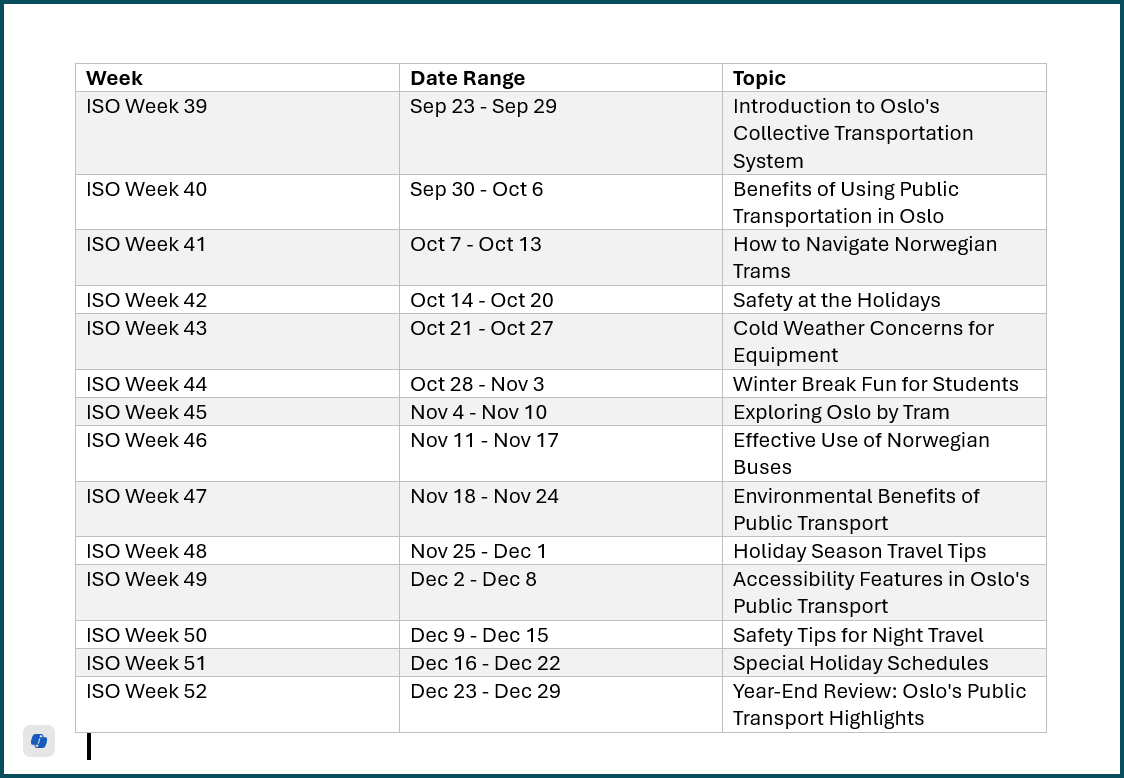 Week Date Range Topic
ISO Week 39 Sep 23 - Sep 29 Introduction to Oslo's
Collective Transportation
System
ISO Week 40 Sep 30 - Oct 6 Benefits of Using Public
Transportation in Oslo
ISO Week 41 Oct 7 - Oct 13 How to Navigate Norwegian
Trams
ISO Week 42 Oct 14 - Oct 20 Safety at the Holidays
ISO Week 43 Oct 21 - Oct 27 Cold Weather Concerns for
Equipment
ISO Week 44 Oct 28 - Nov 3 Winter Break Fun for Students
ISO Week 45 Nov 4 - Nov 10 Exploring Oslo by Tram
ISO Week 46 Nov 11 - Nov 17 Effective Use of Norwegian
Buses
ISO Week 47 Nov 18 - Nov 24 Environmental Benefits of
Public Transport
ISO Week 48 Nov 25 - Dec 1 Holiday Season Travel Tips
ISO Week 49 Dec 2 - Dec 8 Accessibility Features in Oslo's
Public Transport
ISO Week 50 Dec 9 - Dec 15 Safety Tips for Night Travel
ISO Week 51 Dec 16 - Dec 22 Special Holiday Schedules
ISO Week 52 Dec 23 - Dec 29 Year-End Review: Oslo's Public
Transport Highlights